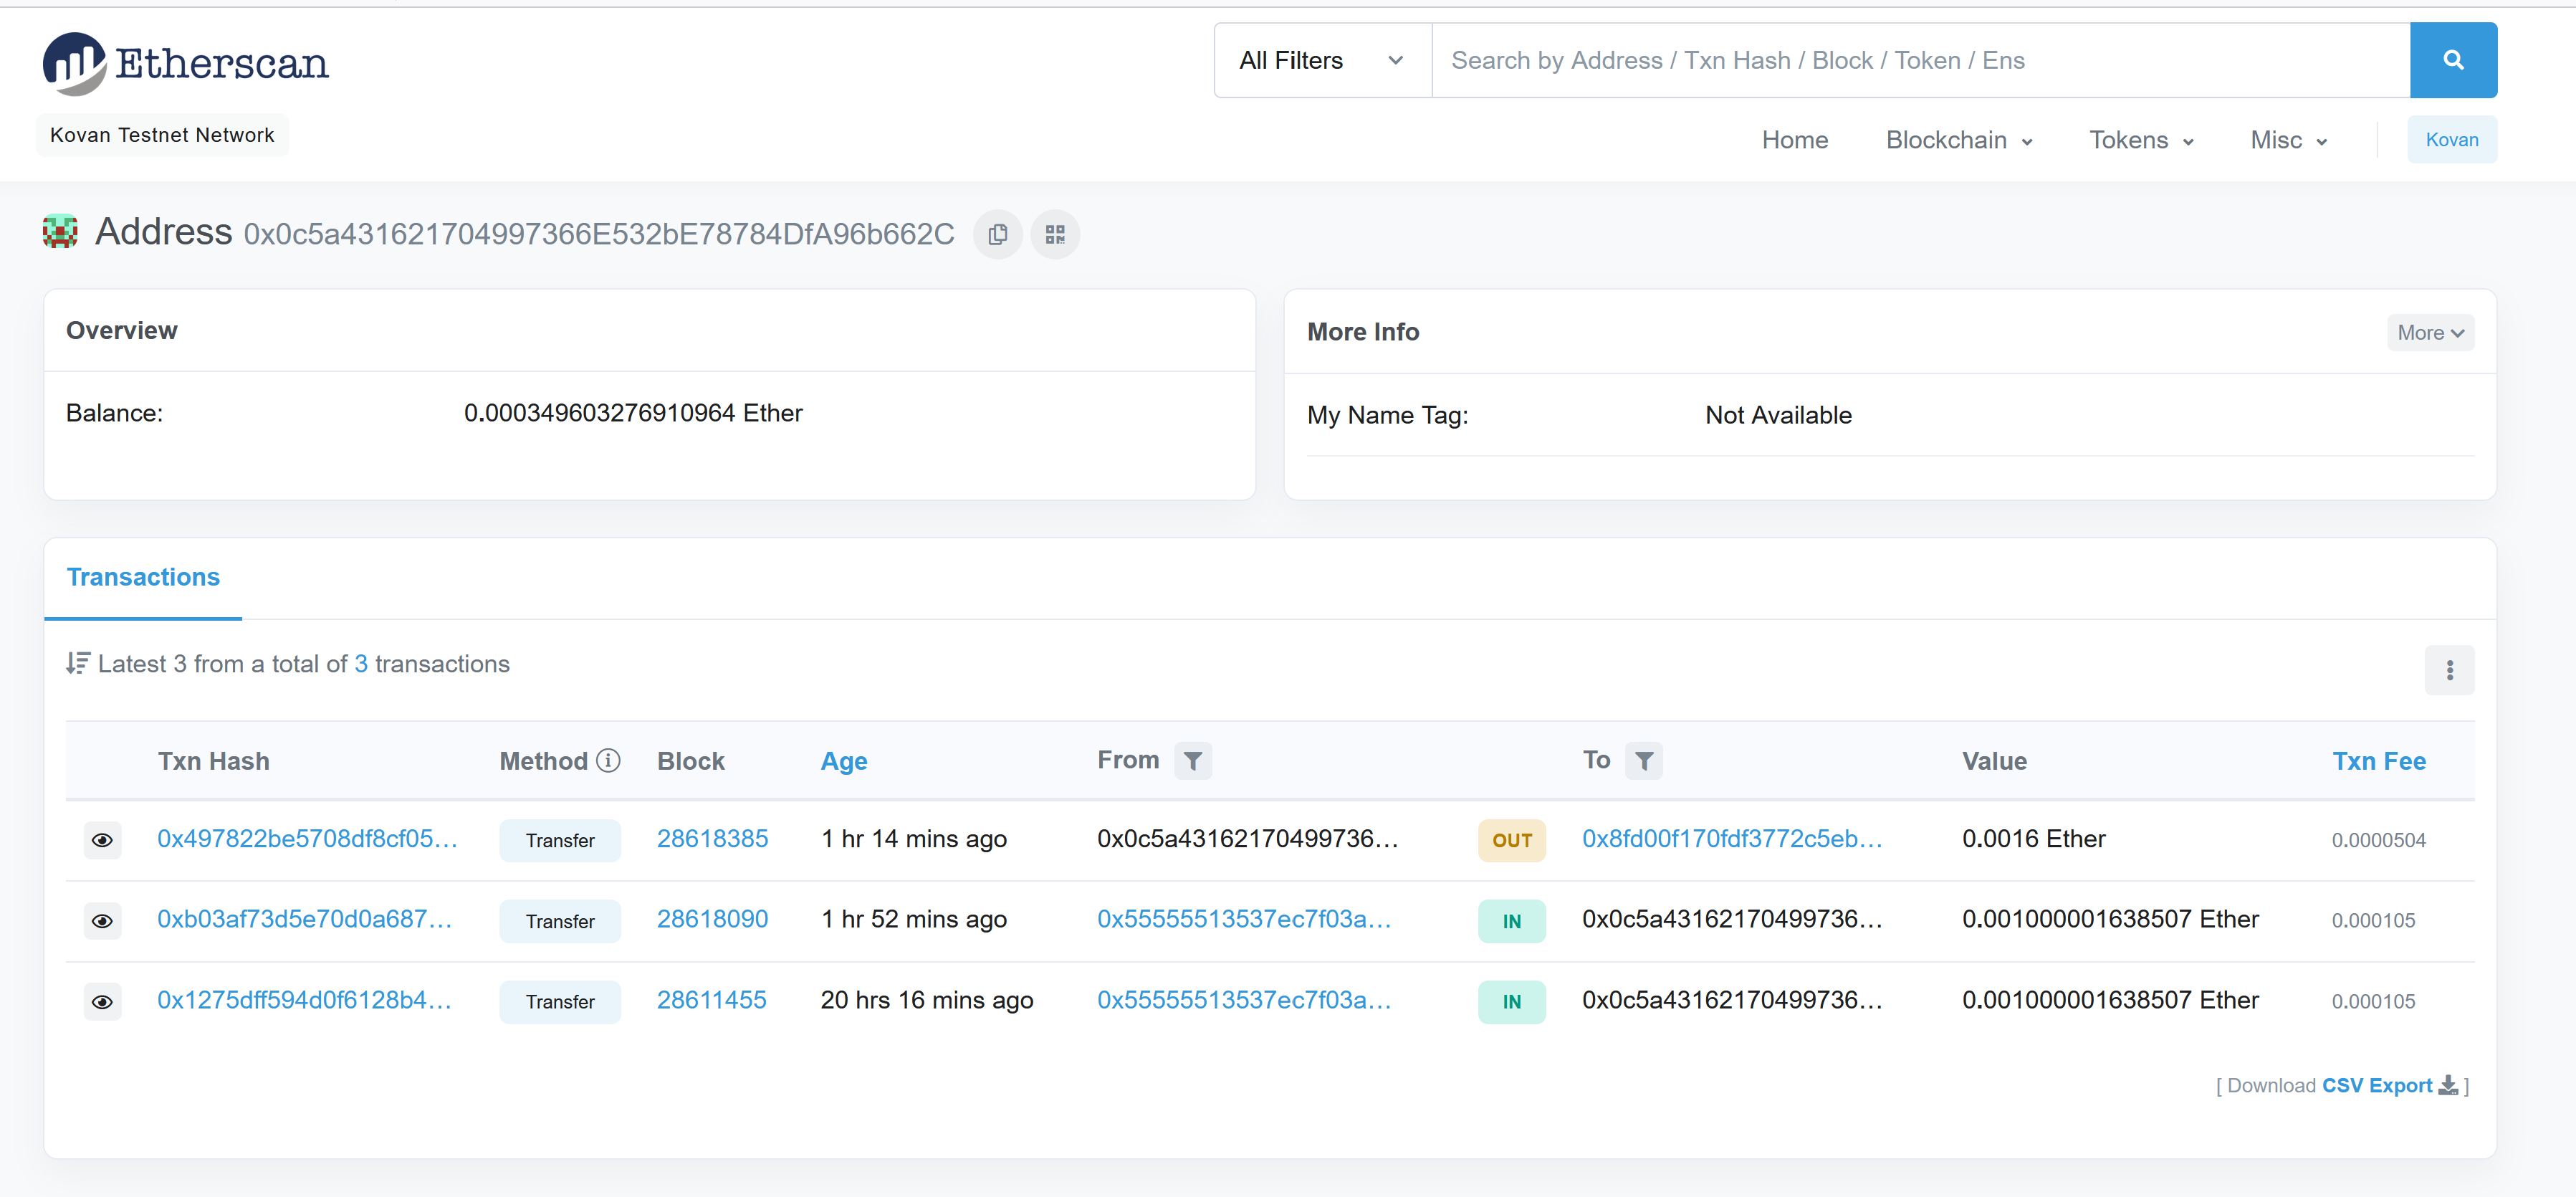 Etherscan
All Filters
Search by Address / Txn Hash / Block / Token / Ens
Kovan Testnet Network
Home Blockchain Tokens Misc Kovan
Address 0x0c5a431621704997366E532bE78784DfA96b662C
Overview
Balance: 0.000349603276910964 Ether
More Info More
My Name Tag: Not Available
Transactions
Latest 3 from a total of 3 transactions
Txn Hash Method Block Age From To Value Txn Fee
0x497822be5708df8cf05... Transfer 28618385 1 hr 14 mins ago 0x0c5a43162170499736... OUT 0x8fd00f170fdf3772c5eb... 0.0016 Ether 0.0000504
0xb03af73d5e70d0a687... Transfer 28618090 1 hr 52 mins ago 0x55555513537ec7f03a... IN 0x0c5a43162170499736... 0.001000001638507 Ether 0.000105
0x1275dff594d0f6128b4... Transfer 28611455 20 hrs 16 mins ago 0x55555513537ec7f03a... IN 0x0c5a43162170499736... 0.001000001638507 Ether 0.000105
[ Download CSV Export ]